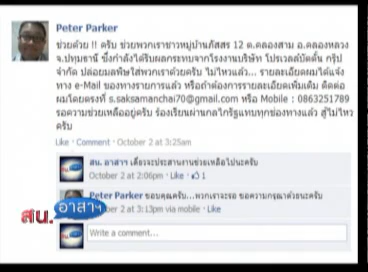 Peter Parker
ช่วยด้วย !! ครับ ช่วยพวกเราชาวหมู่บ้านภัสสร 12 ต.คลองสาม อ.คลองหลวง
จ.ปทุมธานี ซึ่งกำลังได้รับผลกระทบจากโรงงานบริษัท โปรเวลล์บัดดั้น กรุ๊ป
จำกัด ปล่อยมลพิษใส่พวกเราด้วยครับ ไม่ไหวแล้ว... รายละเอียดผมได้แจ้ง
ทาง e-Mail ของทางรายการแล้ว หรือถ้าต้องการรายละเอียดเพิ่มเติม ติดต่อ
ผมโดยตรงที่ s.saksamanchai70@gmail.com หรือ Mobile : 0863251789
รอความช่วยเหลืออยู่ครับ ร้องเรียนผ่านกลไกรัฐแทบทุกช่องทางแล้ว สู้ไม่ไหว
ครับ
Like · Comment · October 2 at 3:25am
สน. อาสาฯ เดี๋ยวจะประสานงานช่วยเหลือไปนะครับ
October 2 at 2:06pm · Like · 1
Peter Parker ขอบคุณครับ...พวกเราจะรอ ขอความกรุณาด้วยนะครับ
2 at 3:13pm via mobile · Like
สน. อาสาฯ
Write a comment...